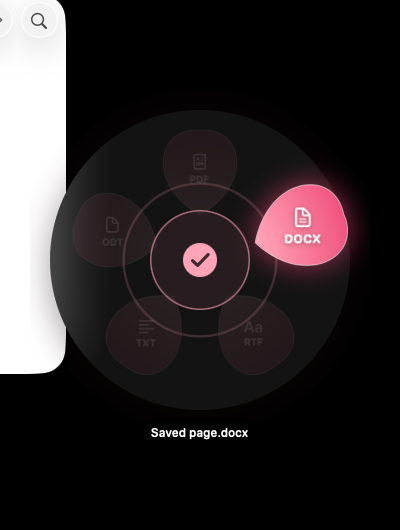 PDF
ODT
DOCX
TXT
Aa
RTF
Saved page.docx